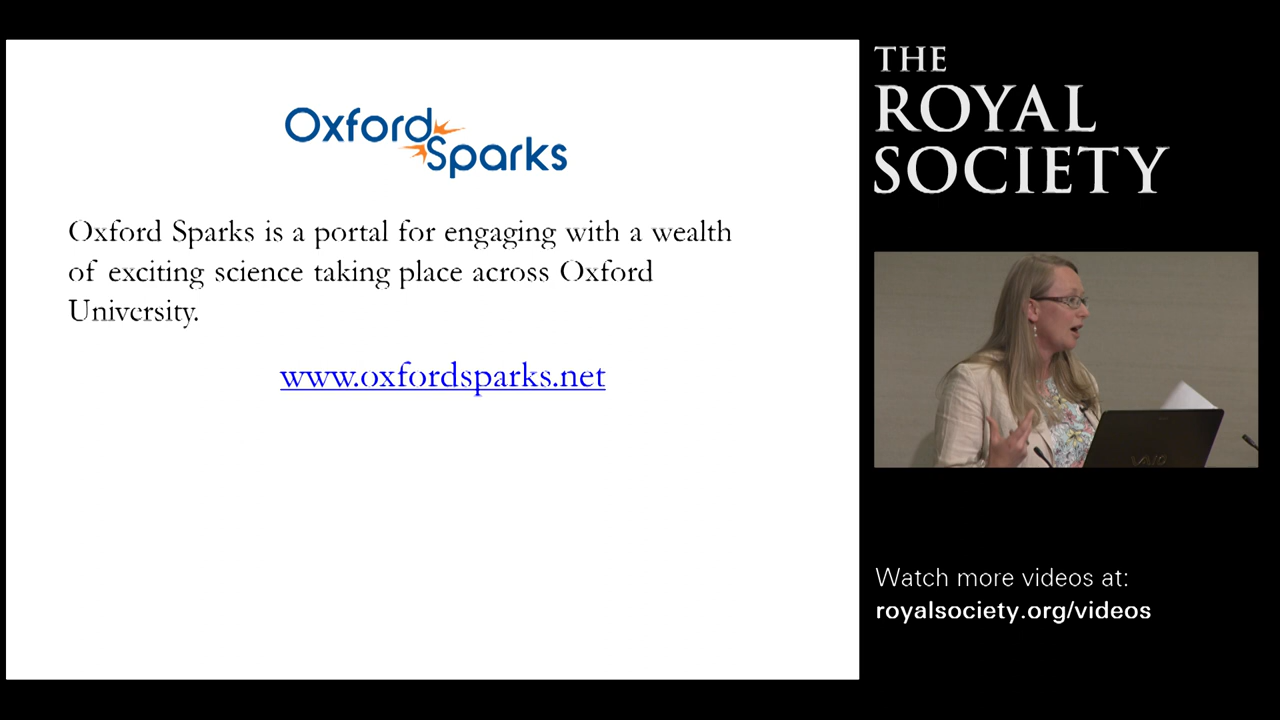 Oxford
Sparks
Oxford Sparks is a portal for engaging with a wealth
of exciting science taking place across Oxford
University.
www.oxfordsparks.net
THE
ROYAL
SOCIETY
VAIO
Watch more videos at:
royalsociety.org/videos